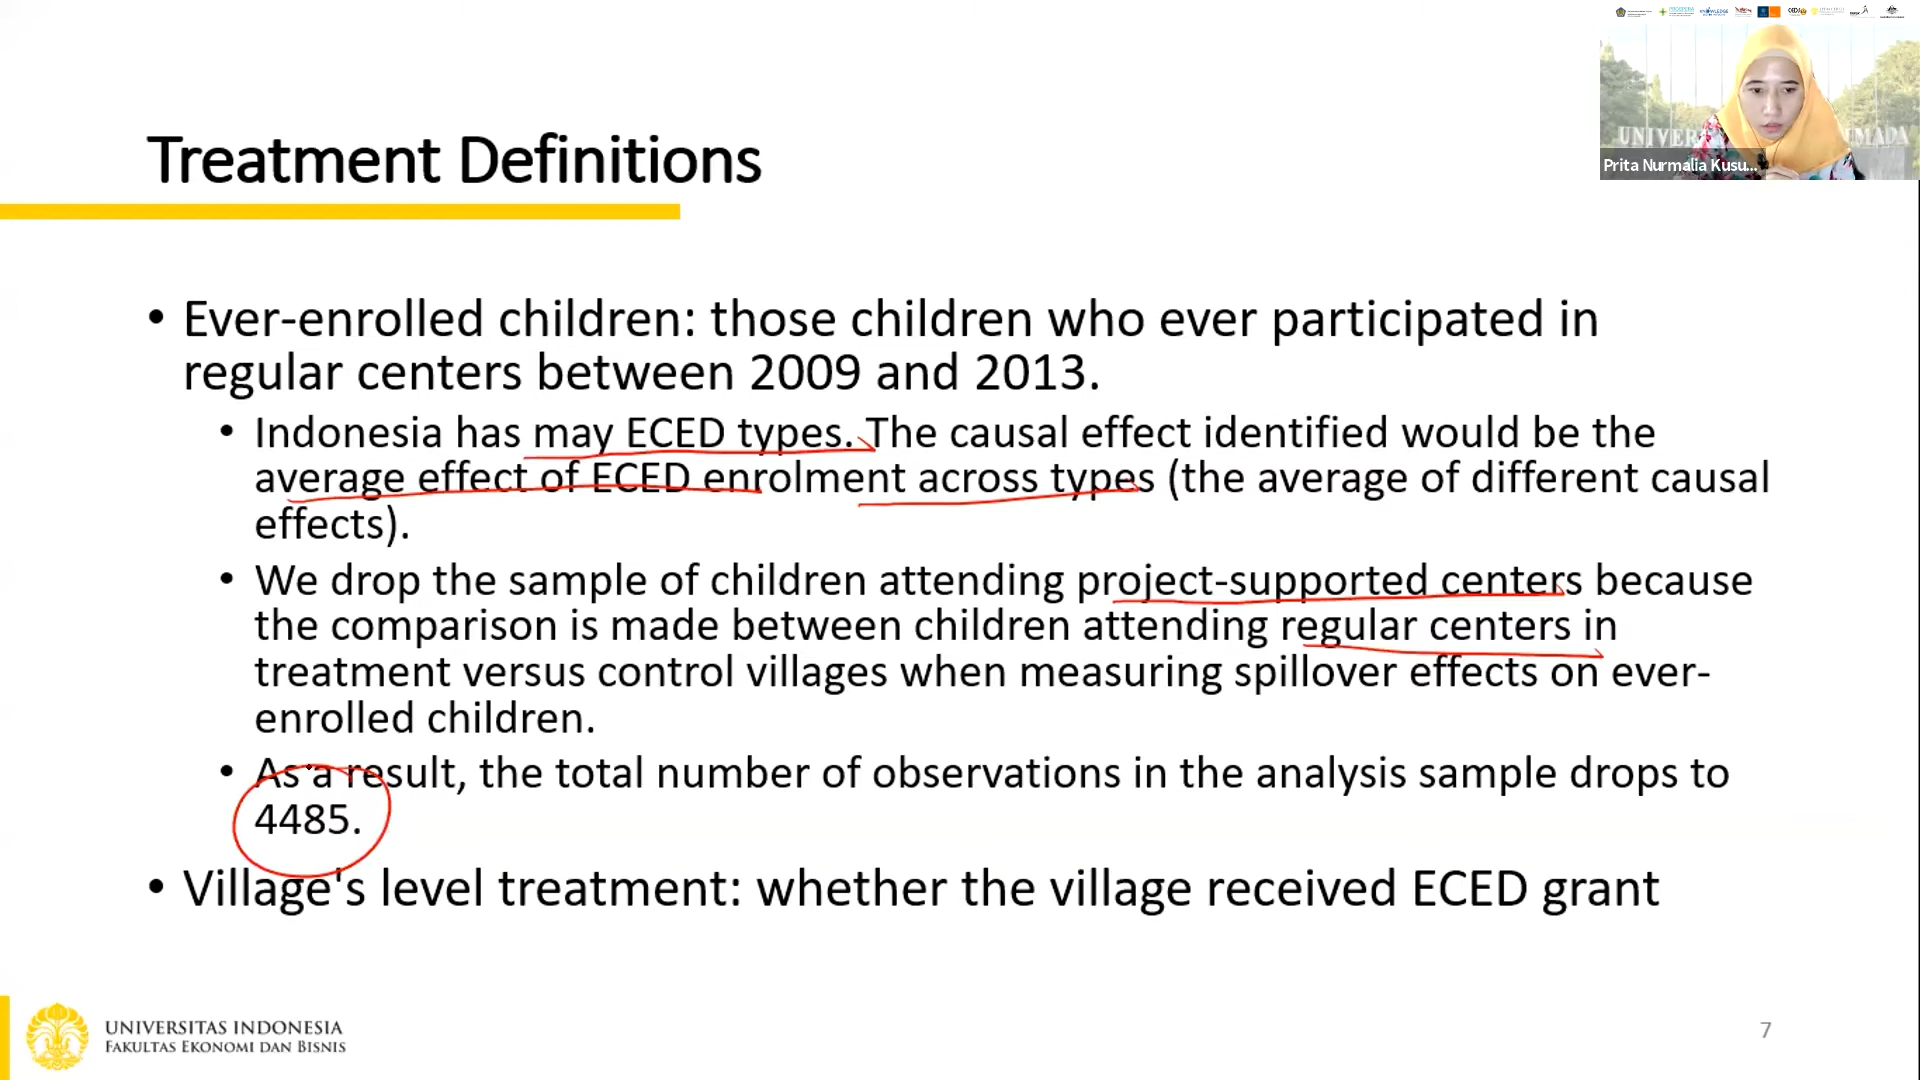 Treatment Definitions
UNIVER
MADA
Prita Nurmalia Kusu...
• Ever-enrolled children: those children who ever participated in
regular centers between 2009 and 2013.
• Indonesia has may ECED types. The causal effect identified would be the
average effect of ECED enrolment across types (the average of different causal
effects).
• We drop the sample of children attending project-supported centers because
the comparison is made between children attending regular centers in
treatment versus control villages when measuring spillover effects on ever-
enrolled children.
• As a result, the total number of observations in the analysis sample drops to
4485.
• Village's level treatment: whether the village received ECED grant
UNIVERSITAS INDONESIA
FAKULTAS EKONOMI DAN BISNIS
7